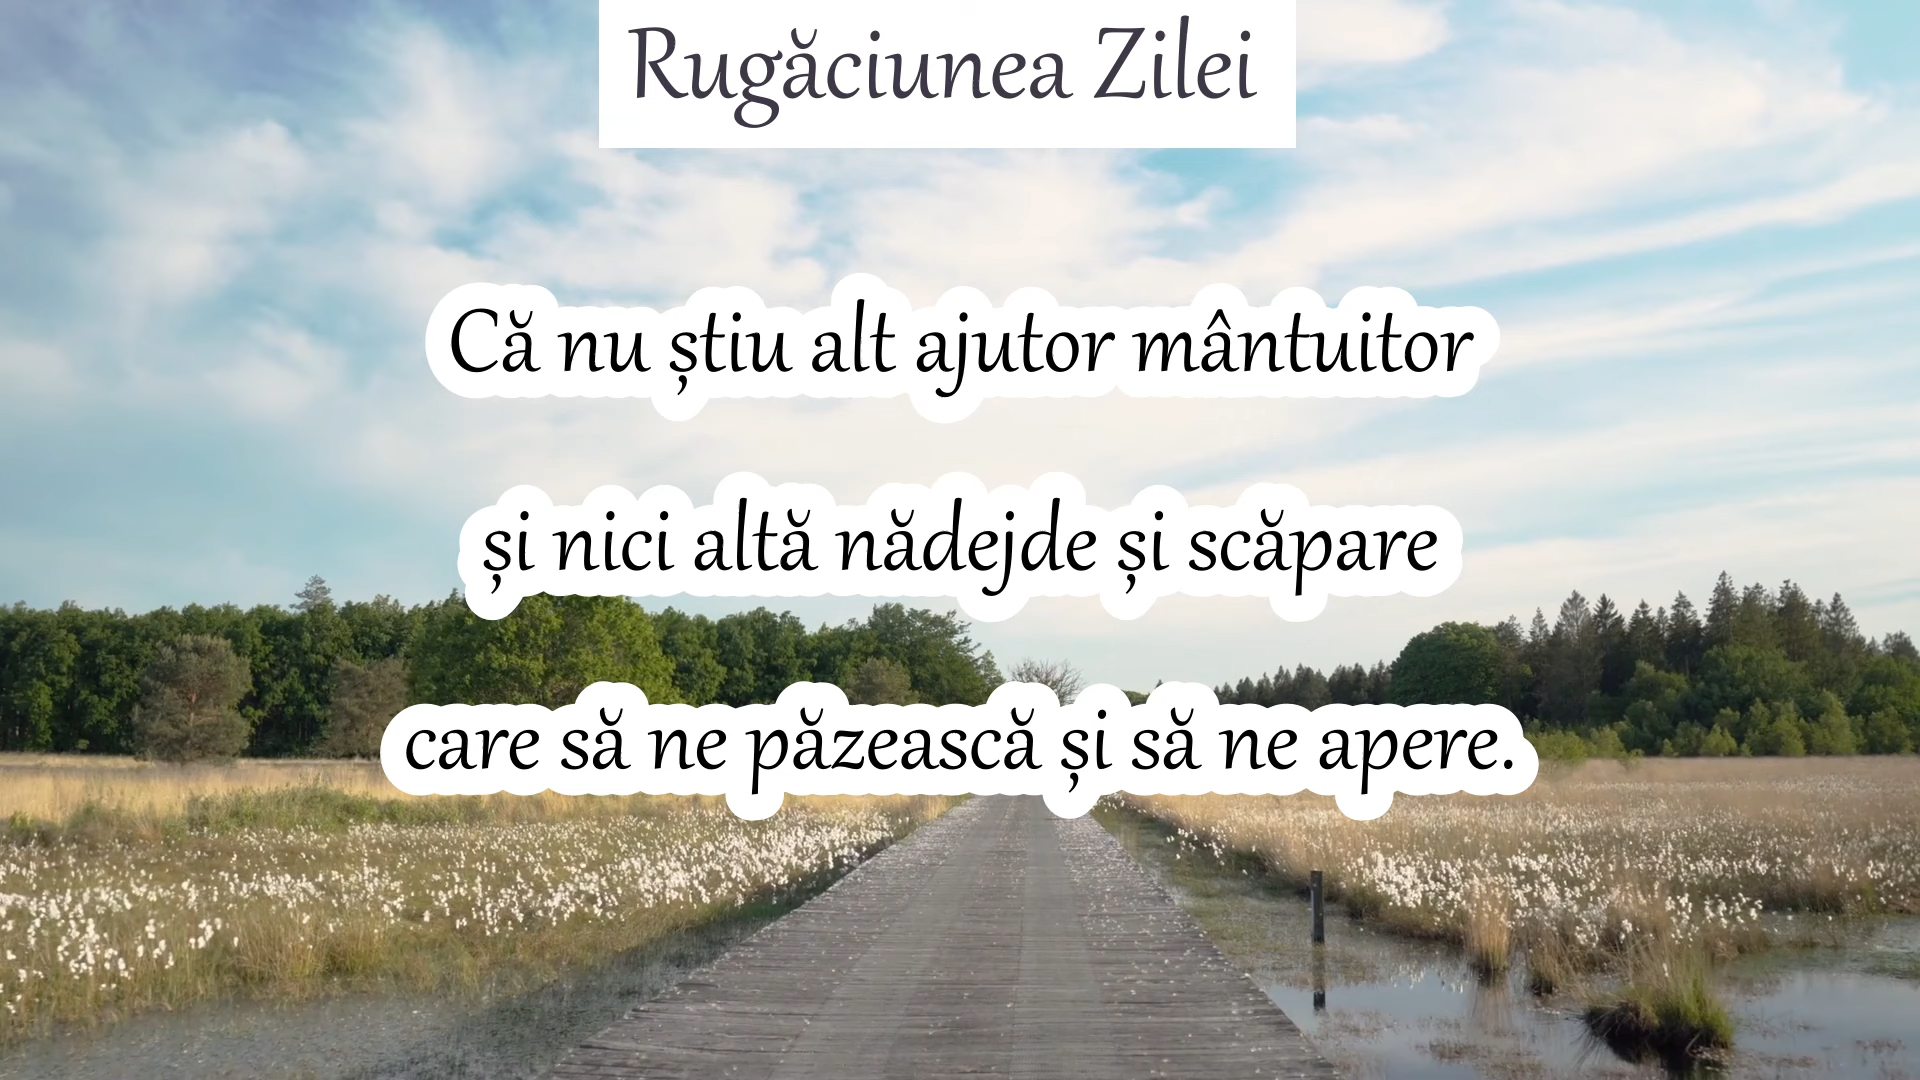 Rugăciunea Zilei
Că nu știu alt ajutor mântuitor
și nici altă nădejde și scăpare
care să ne păzească și să ne apere.